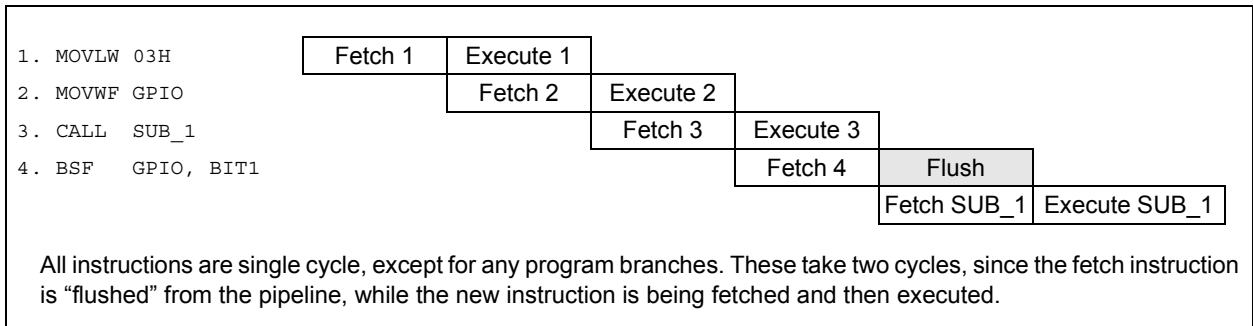 1. MOVLW 03H Fetch 1 Execute 1
2. MOVWF GPIO Fetch 2 Execute 2
3. CALL SUB_1 Fetch 3 Execute 3
4. BSF GPIO, BIT1 Fetch 4 Flush
Fetch SUB_1 Execute SUB_1
All instructions are single cycle, except for any program branches. These take two cycles, since the fetch instruction
is “flushed” from the pipeline, while the new instruction is being fetched and then executed.